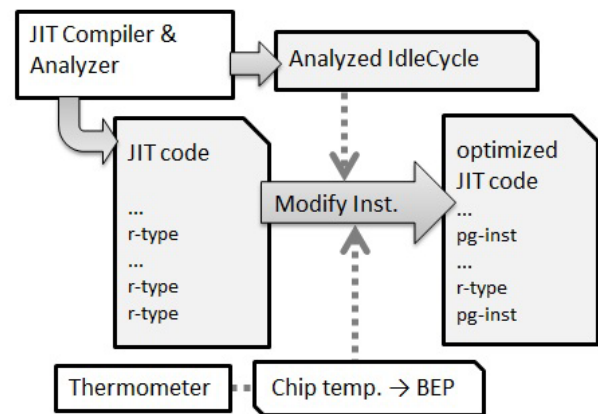 JIT Compiler &
Analyzer
Analyzed IdleCycle
JIT code
...
r-type
...
r-type
r-type
Modify Inst.
optimized
JIT code
...
pg-inst
...
r-type
pg-inst
Thermometer
Chip temp. → BEP